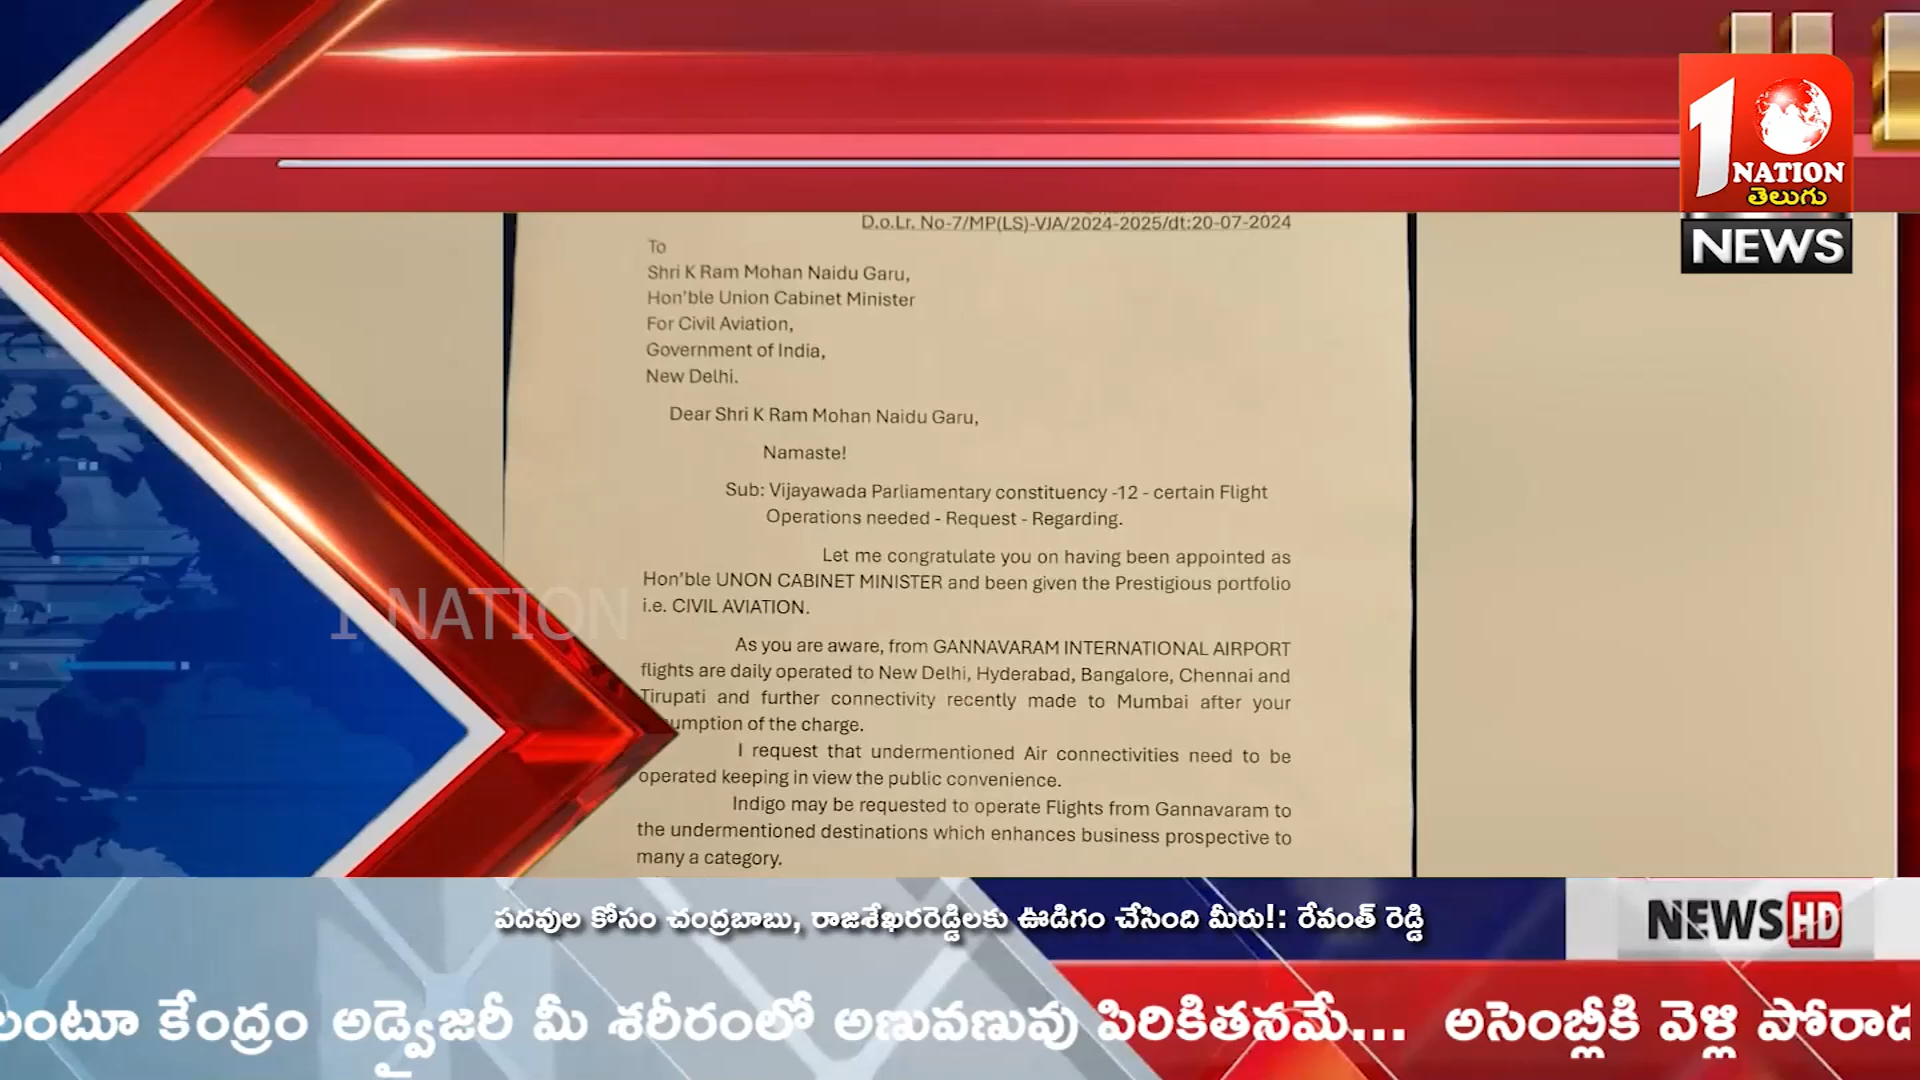 1
NATION
తెలుగు
NEWS
D.o.Lr. No-7/MP(LS)-VJA/2024-2025/dt:20-07-2024
To
Shri K Ram Mohan Naidu Garu,
Hon'ble Union Cabinet Minister
For Civil Aviation,
Government of India,
New Delhi.
Dear Shri K Ram Mohan Naidu Garu,
Namaste!
Sub: Vijayawada Parliamentary constituency -12 - certain Flight
Operations needed - Request - Regarding.
Let me congratulate you on having been appointed as
Hon'ble UNON CABINET MINISTER and been given the Prestigious portfolio
i.e. CIVIL AVIATION.
1 NATION
As you are aware, from GANNAVARAM INTERNATIONAL AIRPORT
flights are daily operated to New Delhi, Hyderabad, Bangalore, Chennai and
Tirupati and further connectivity recently made to Mumbai after your
umption of the charge.
I request that undermentioned Air connectivities need to be
operated keeping in view the public convenience.
Indigo may be requested to operate Flights from Gannavaram to
the undermentioned destinations which enhances business prospective to
many a category.
పదవుల కోసం చంద్రబాబు, రాజశేఖరరెడ్డిలకు ఊడిగం చేసింది మీరు!: రేవంత్ రెడ్డి
NEWS HD
లంటూ కేంద్రం అడ్వైజరీ మీ శరీరంలో అణువణువు పిరికితనమే... అసెంబ్లీకి వెళ్లి పోరాడ